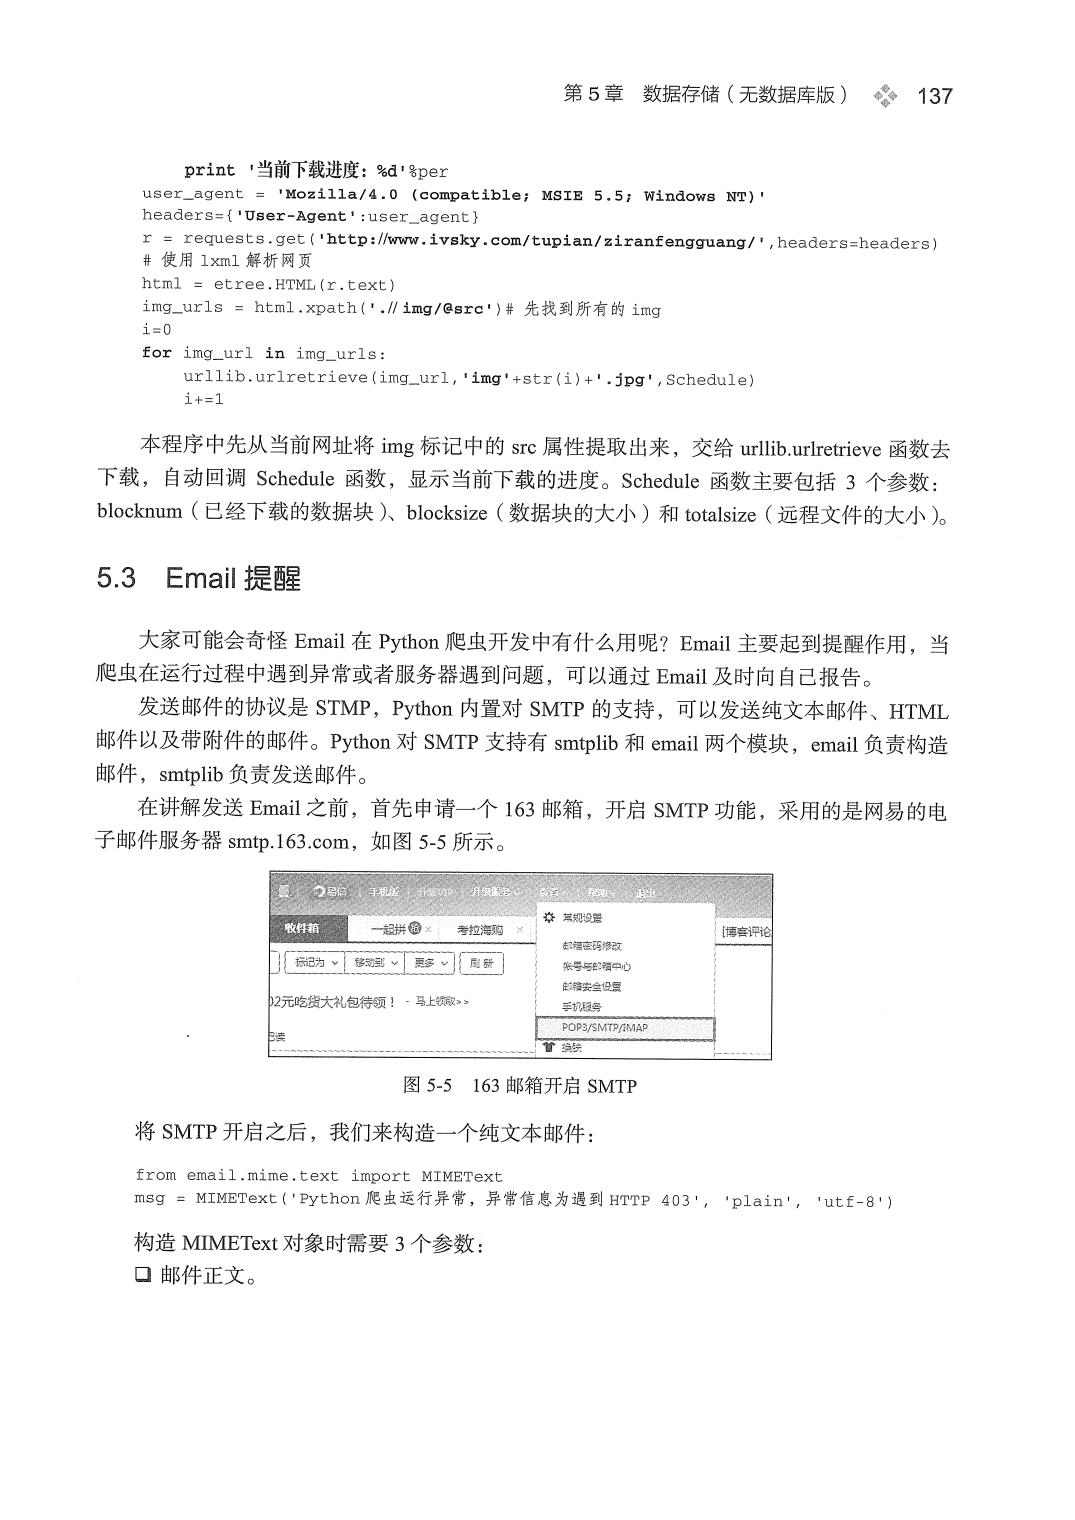 第 5 章　数据存储（无数据库版）　137
print '当前下载进度：%d'%per
user_agent = 'Mozilla/4.0 (compatible; MSIE 5.5; Windows NT)'
headers={'User-Agent':user_agent}
r = requests.get('http://www.ivsky.com/tupian/ziranfengguang/',headers=headers)
# 使用 lxml 解析网页
html = etree.HTML(r.text)
img_urls = html.xpath('.//img/@src')# 先找到所有的 img
i=0
for img_url in img_urls:
urllib.urlretrieve(img_url,'img'+str(i)+'.jpg',Schedule)
i+=1
本程序中先从当前网址将 img 标记中的 src 属性提取出来，交给 urllib.urlretrieve 函数去
下载，自动回调 Schedule 函数，显示当前下载的进度。Schedule 函数主要包括 3 个参数：
blocknum（已经下载的数据块）、blocksize（数据块的大小）和 totalsize（远程文件的大小）。
5.3　Email 提醒
大家可能会奇怪 Email 在 Python 爬虫开发中有什么用呢？Email 主要起到提醒作用，当
爬虫在运行过程中遇到异常或者服务器遇到问题，可以通过 Email 及时向自己报告。
发送邮件的协议是 STMP，Python 内置对 SMTP 的支持，可以发送纯文本邮件、HTML
邮件以及带附件的邮件。Python 对 SMTP 支持有 smtplib 和 email 两个模块，email 负责构造
邮件，smtplib 负责发送邮件。
在讲解发送 Email 之前，首先申请一个 163 邮箱，开启 SMTP 功能，采用的是网易的电
子邮件服务器 smtp.163.com，如图 5-5 所示。
易信 手机版 升级VIP 升级服务 设置 帮助 退出
常规设置
收件箱 一起拼 抢 × 考拉海购 × [博客评论
邮箱密码修改
标记为 移动到 更多 刷 新
帐号与邮箱中心
邮箱安全设置
02元吃货大礼包待领！ - 马上领取>>
手机服务
POP3/SMTP/IMAP
已读
换肤
图 5-5　163 邮箱开启 SMTP
将 SMTP 开启之后，我们来构造一个纯文本邮件：
from email.mime.text import MIMEText
msg = MIMEText('Python 爬虫运行异常，异常信息为遇到 HTTP 403', 'plain', 'utf-8')
构造 MIMEText 对象时需要 3 个参数：
❑ 邮件正文。